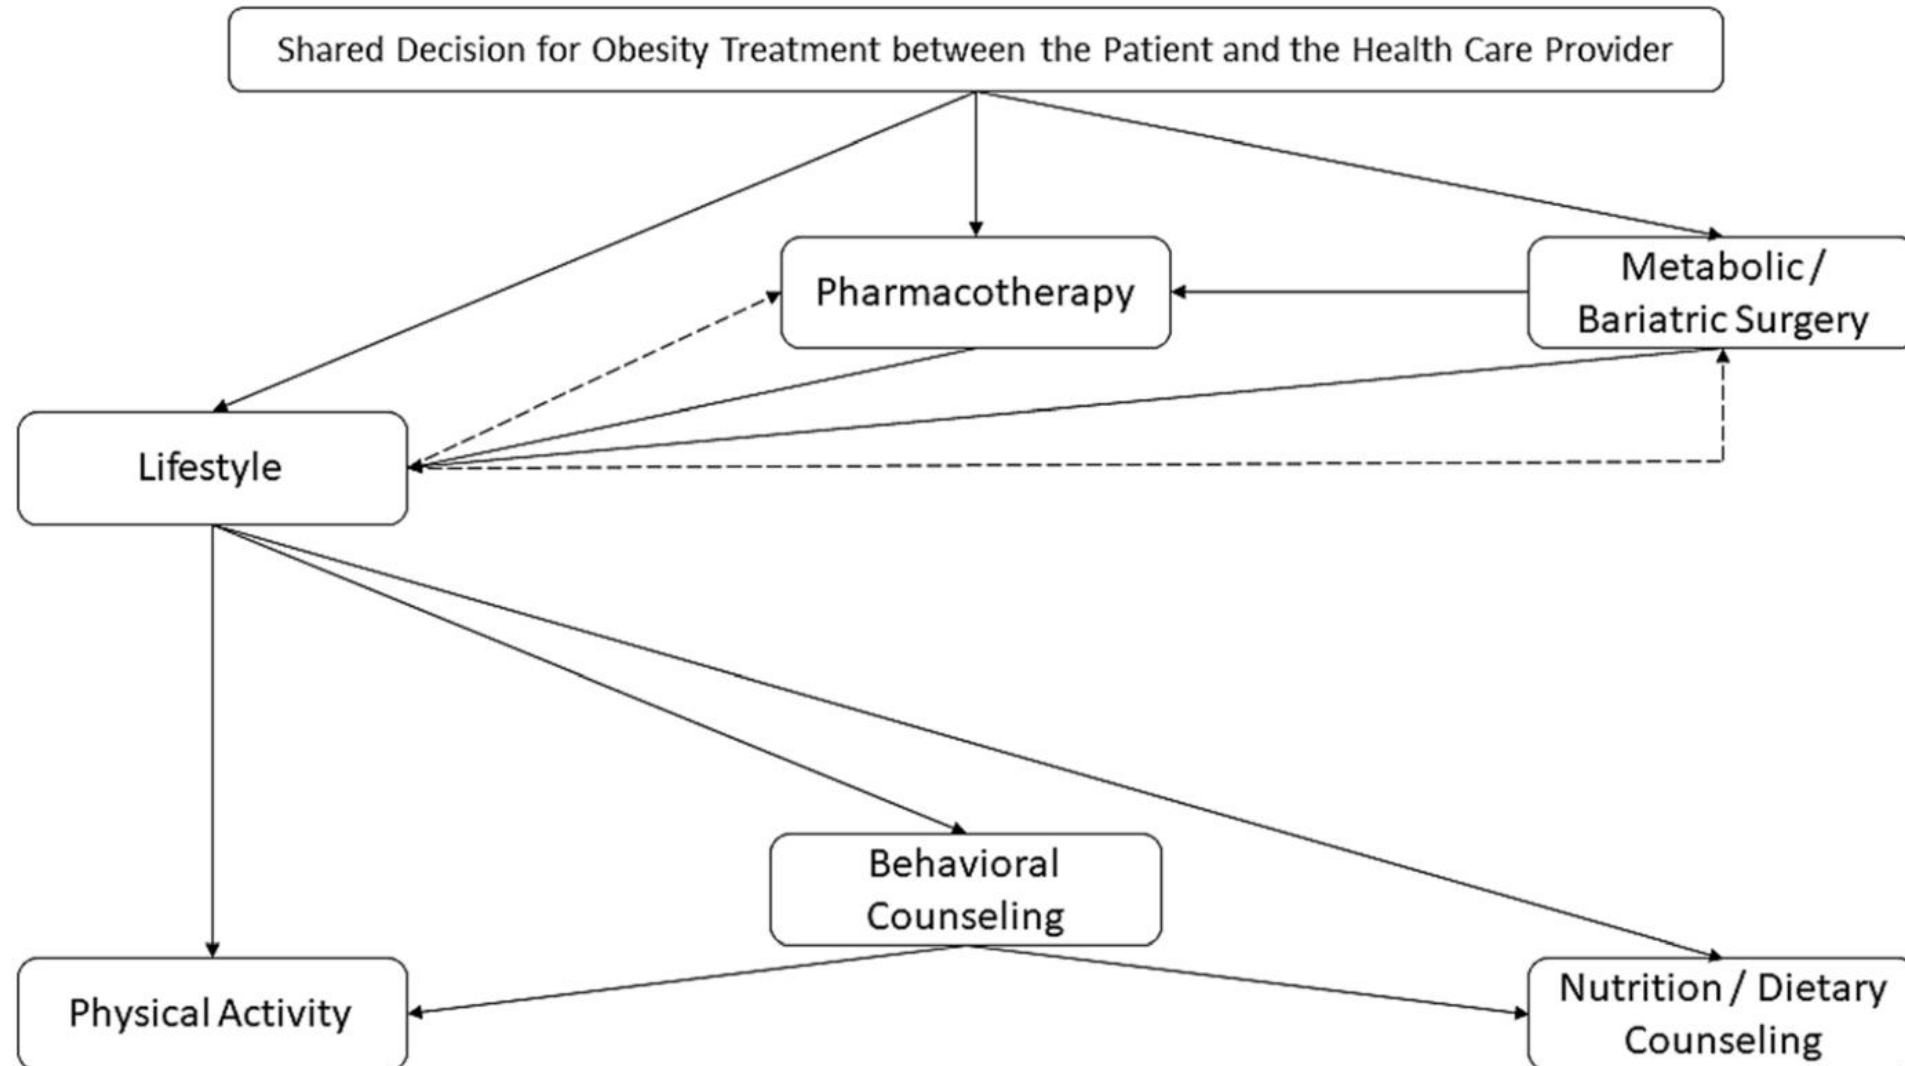 Shared Decision for Obesity Treatment between the Patient and the Health Care Provider
Pharmacotherapy
Metabolic /
Bariatric Surgery
Lifestyle
Behavioral
Counseling
Physical Activity
Nutrition / Dietary
Counseling